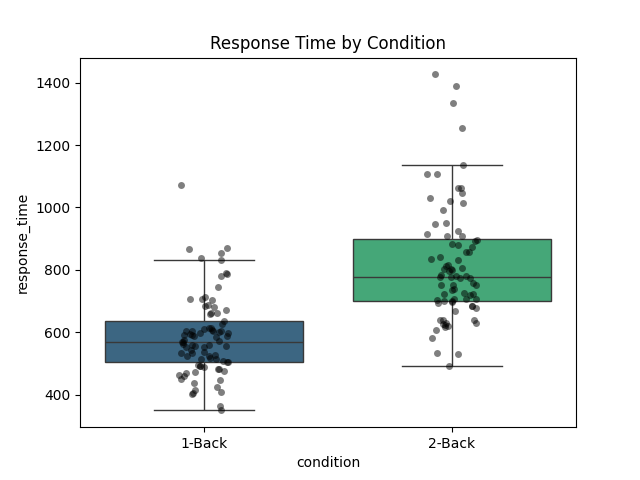 Response Time by Condition
1400
1200
1000
800
600
400
response_time
1-Back
2-Back
condition